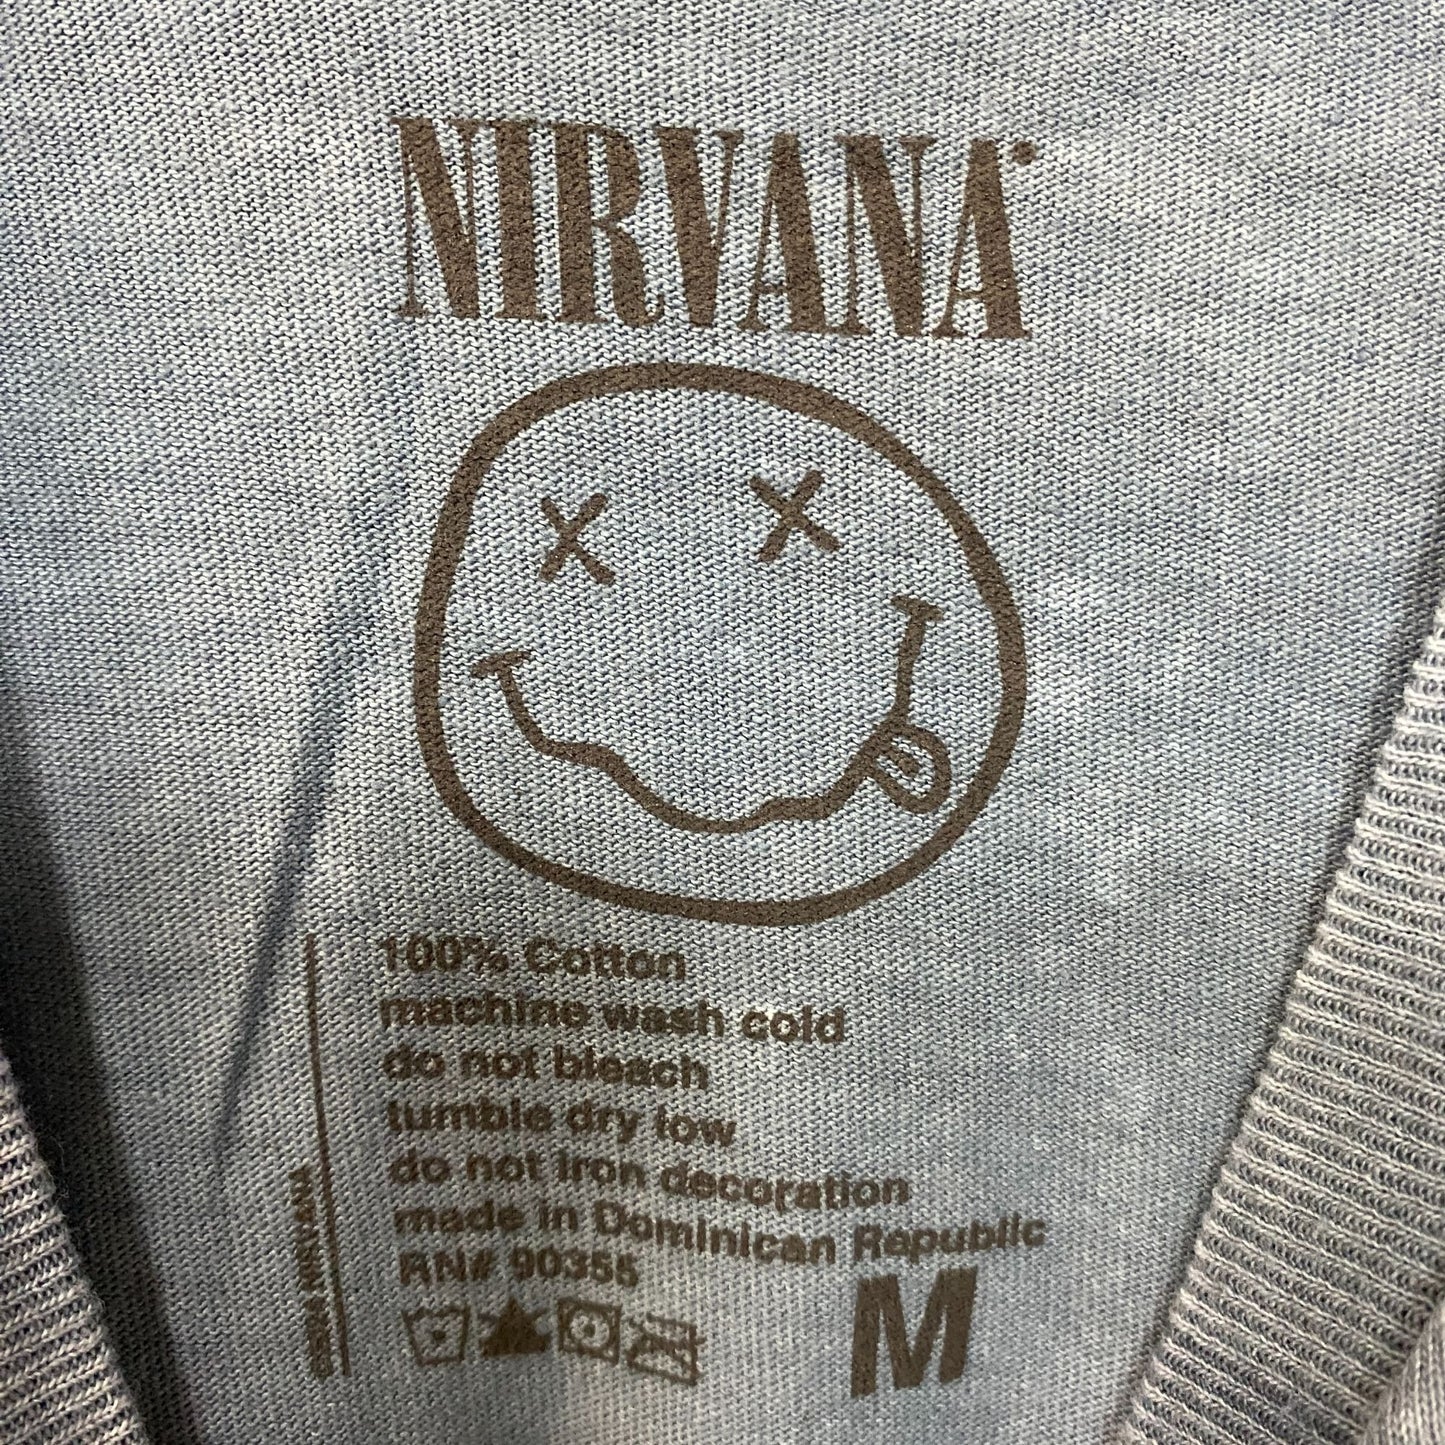 NIRVANA
100% Cotton
machine wash cold
do not bleach
tumble dry low
do not iron decoration
made in Dominican Republic
RN# 90355
M